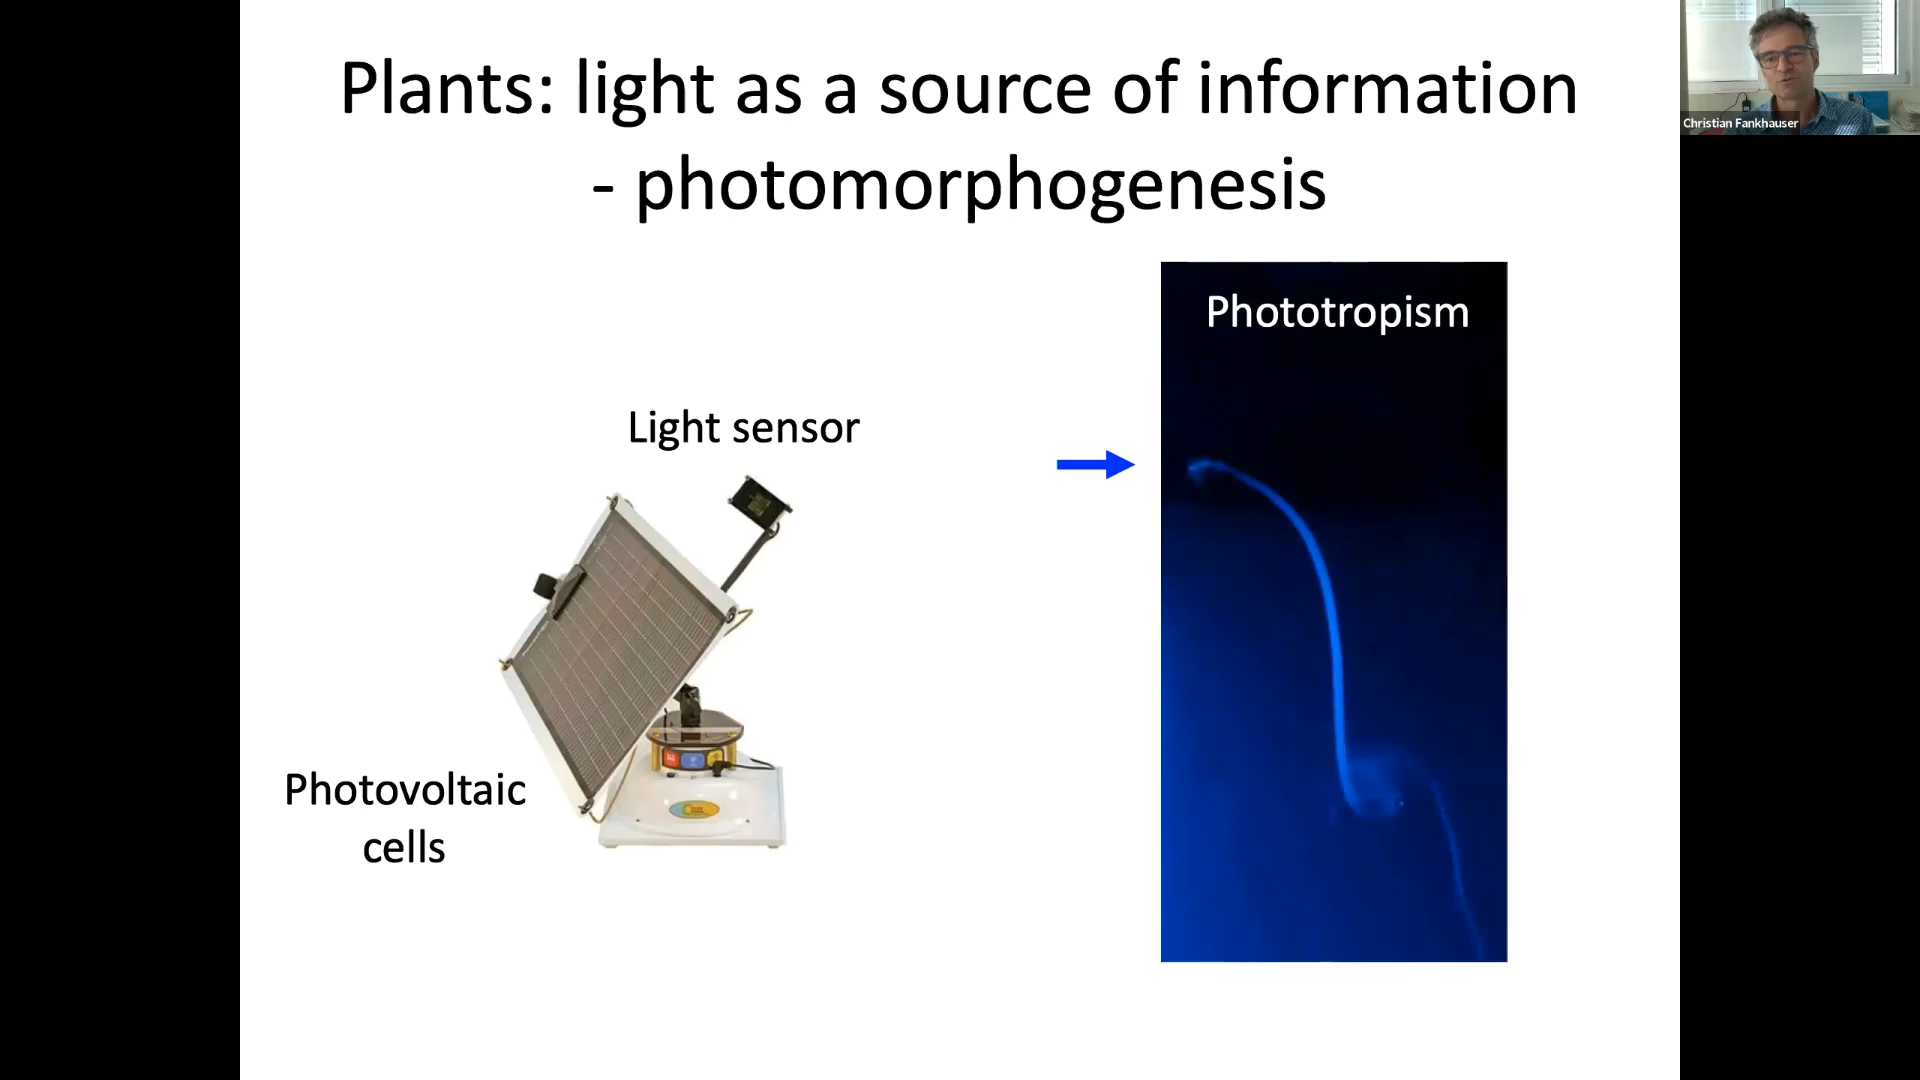 Plants: light as a source of information
- photomorphogenesis
Christian Fankhauser
Phototropism
Light sensor
Photovoltaic
cells